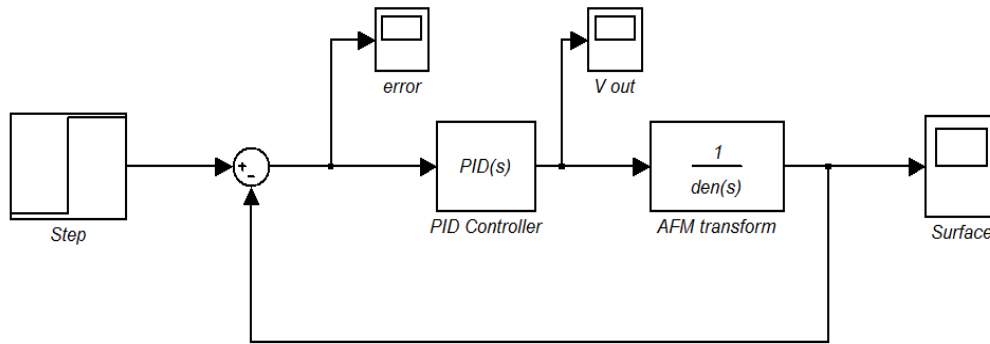 error
V out
Step
+
−
PID(s)
PID Controller
1
den(s)
AFM transform
Surface